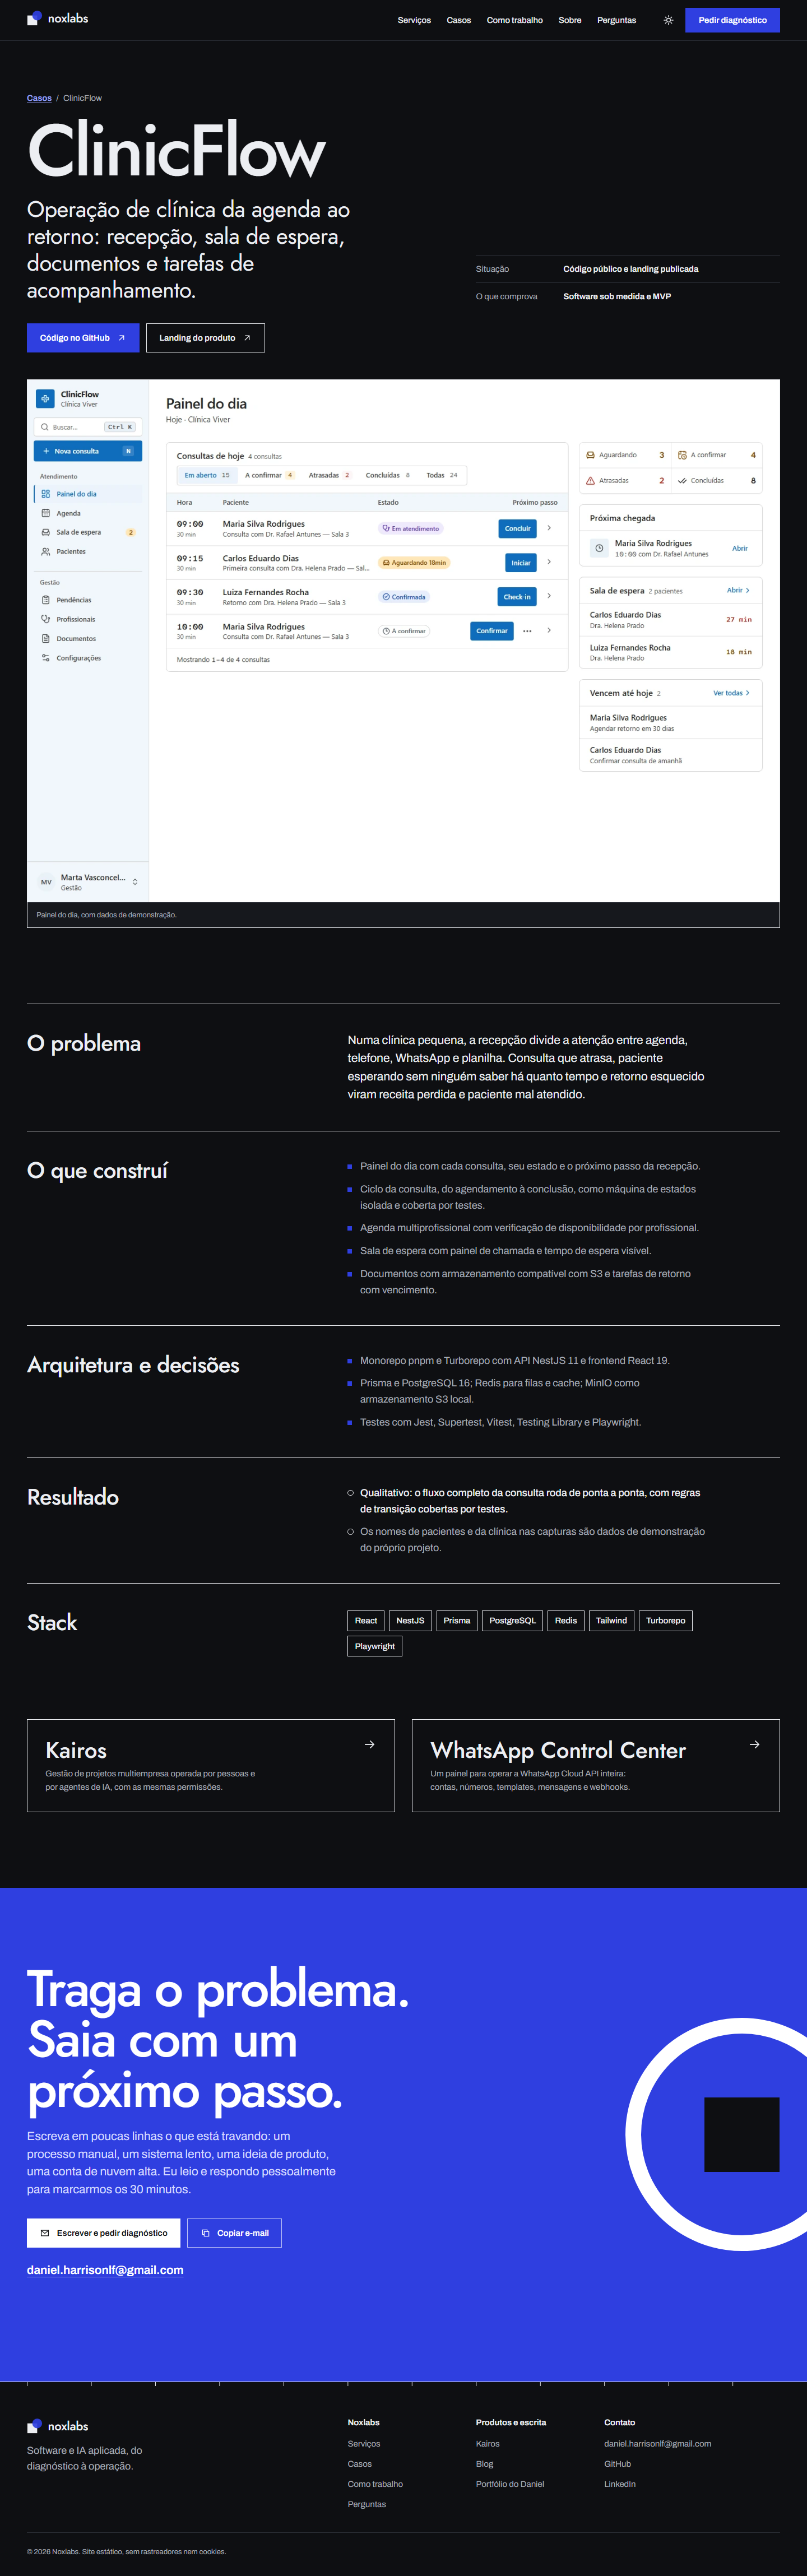 noxlabs
Serviços
Casos
Como trabalho
Sobre
Perguntas
Pedir diagnóstico
Casos / ClinicFlow
ClinicFlow
Operação de clínica da agenda ao
retorno: recepção, sala de espera,
documentos e tarefas de
acompanhamento.
Situação Código público e landing publicada
O que comprova Software sob medida e MVP
Código no GitHub
Landing do produto
ClinicFlow
Clínica Viver
Buscar... Ctrl K
Nova consulta N
Atendimento
Painel do dia
Agenda
Sala de espera 2
Pacientes
Gestão
Pendências
Profissionais
Documentos
Configurações
MV
Marta Vasconcel...
Gestão
Painel do dia
Hoje · Clínica Viver
Consultas de hoje 4 consultas
Em aberto 15 A confirmar 4 Atrasadas 2 Concluídas 8 Todas 24
Hora Paciente Estado Próximo passo
09:00 Maria Silva Rodrigues Em atendimento Concluir
30 min Consulta com Dr. Rafael Antunes — Sala 3
09:15 Carlos Eduardo Dias Aguardando 18min Iniciar
30 min Primeira consulta com Dra. Helena Prado — Sal...
09:30 Luiza Fernandes Rocha Confirmada Check-in
30 min Retorno com Dra. Helena Prado — Sala 3
10:00 Maria Silva Rodrigues A confirmar Confirmar
30 min Consulta com Dr. Rafael Antunes — Sala 3
Mostrando 1–4 de 4 consultas
Aguardando 3 A confirmar 4
Atrasadas 2 Concluídas 8
Próxima chegada
Maria Silva Rodrigues
10:00 com Dr. Rafael Antunes
Abrir
Sala de espera 2 pacientes Abrir
Carlos Eduardo Dias
Dra. Helena Prado
27 min
Luiza Fernandes Rocha
Dra. Helena Prado
18 min
Vencem até hoje 2 Ver todas
Maria Silva Rodrigues
Agendar retorno em 30 dias
Carlos Eduardo Dias
Confirmar consulta de amanhã
Painel do dia, com dados de demonstração.
O problema
Numa clínica pequena, a recepção divide a atenção entre agenda,
telefone, WhatsApp e planilha. Consulta que atrasa, paciente
esperando sem ninguém saber há quanto tempo e retorno esquecido
viram receita perdida e paciente mal atendido.
O que construí
Painel do dia com cada consulta, seu estado e o próximo passo da recepção.
Ciclo da consulta, do agendamento à conclusão, como máquina de estados
isolada e coberta por testes.
Agenda multiprofissional com verificação de disponibilidade por profissional.
Sala de espera com painel de chamada e tempo de espera visível.
Documentos com armazenamento compatível com S3 e tarefas de retorno
com vencimento.
Arquitetura e decisões
Monorepo pnpm e Turborepo com API NestJS 11 e frontend React 19.
Prisma e PostgreSQL 16; Redis para filas e cache; MinIO como
armazenamento S3 local.
Testes com Jest, Supertest, Vitest, Testing Library e Playwright.
Resultado
Qualitativo: o fluxo completo da consulta roda de ponta a ponta, com regras
de transição cobertas por testes.
Os nomes de pacientes e da clínica nas capturas são dados de demonstração
do próprio projeto.
Stack
React
NestJS
Prisma
PostgreSQL
Redis
Tailwind
Turborepo
Playwright
Kairos
Gestão de projetos multiempresa operada por pessoas e
por agentes de IA, com as mesmas permissões.
WhatsApp Control Center
Um painel para operar a WhatsApp Cloud API inteira:
contas, números, templates, mensagens e webhooks.
Traga o problema.
Saia com um
próximo passo.
Escreva em poucas linhas o que está travando: um
processo manual, um sistema lento, uma ideia de produto,
uma conta de nuvem alta. Eu leio e respondo pessoalmente
para marcarmos os 30 minutos.
Escrever e pedir diagnóstico
Copiar e-mail
daniel.harrisonlf@gmail.com
noxlabs
Software e IA aplicada, do
diagnóstico à operação.
Noxlabs
Serviços
Casos
Como trabalho
Perguntas
Produtos e escrita
Kairos
Blog
Portfólio do Daniel
Contato
daniel.harrisonlf@gmail.com
GitHub
LinkedIn
© 2026 Noxlabs. Site estático, sem rastreadores nem cookies.